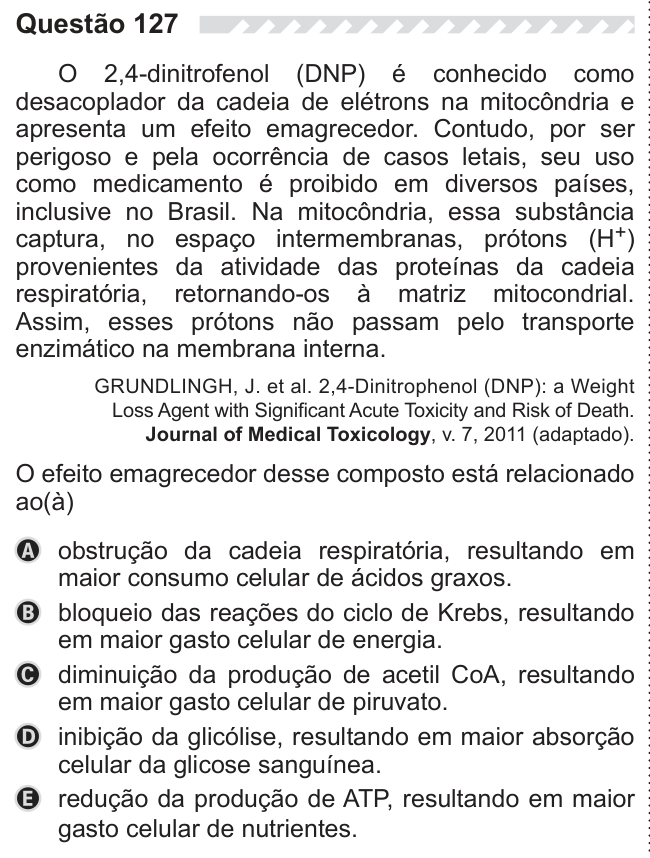 Questão 127
O 2,4-dinitrofenol (DNP) é conhecido como
desacoplador da cadeia de elétrons na mitocôndria e
apresenta um efeito emagrecedor. Contudo, por ser
perigoso e pela ocorrência de casos letais, seu uso
como medicamento é proibido em diversos países,
inclusive no Brasil. Na mitocôndria, essa substância
captura, no espaço intermembranas, prótons (H⁺)
provenientes da atividade das proteínas da cadeia
respiratória, retornando-os à matriz mitocondrial.
Assim, esses prótons não passam pelo transporte
enzimático na membrana interna.
GRUNDLINGH, J. et al. 2,4-Dinitrophenol (DNP): a Weight
Loss Agent with Significant Acute Toxicity and Risk of Death.
Journal of Medical Toxicology, v. 7, 2011 (adaptado).
O efeito emagrecedor desse composto está relacionado
ao(à)
A obstrução da cadeia respiratória, resultando em
maior consumo celular de ácidos graxos.
B bloqueio das reações do ciclo de Krebs, resultando
em maior gasto celular de energia.
C diminuição da produção de acetil CoA, resultando
em maior gasto celular de piruvato.
D inibição da glicólise, resultando em maior absorção
celular da glicose sanguínea.
E redução da produção de ATP, resultando em maior
gasto celular de nutrientes.